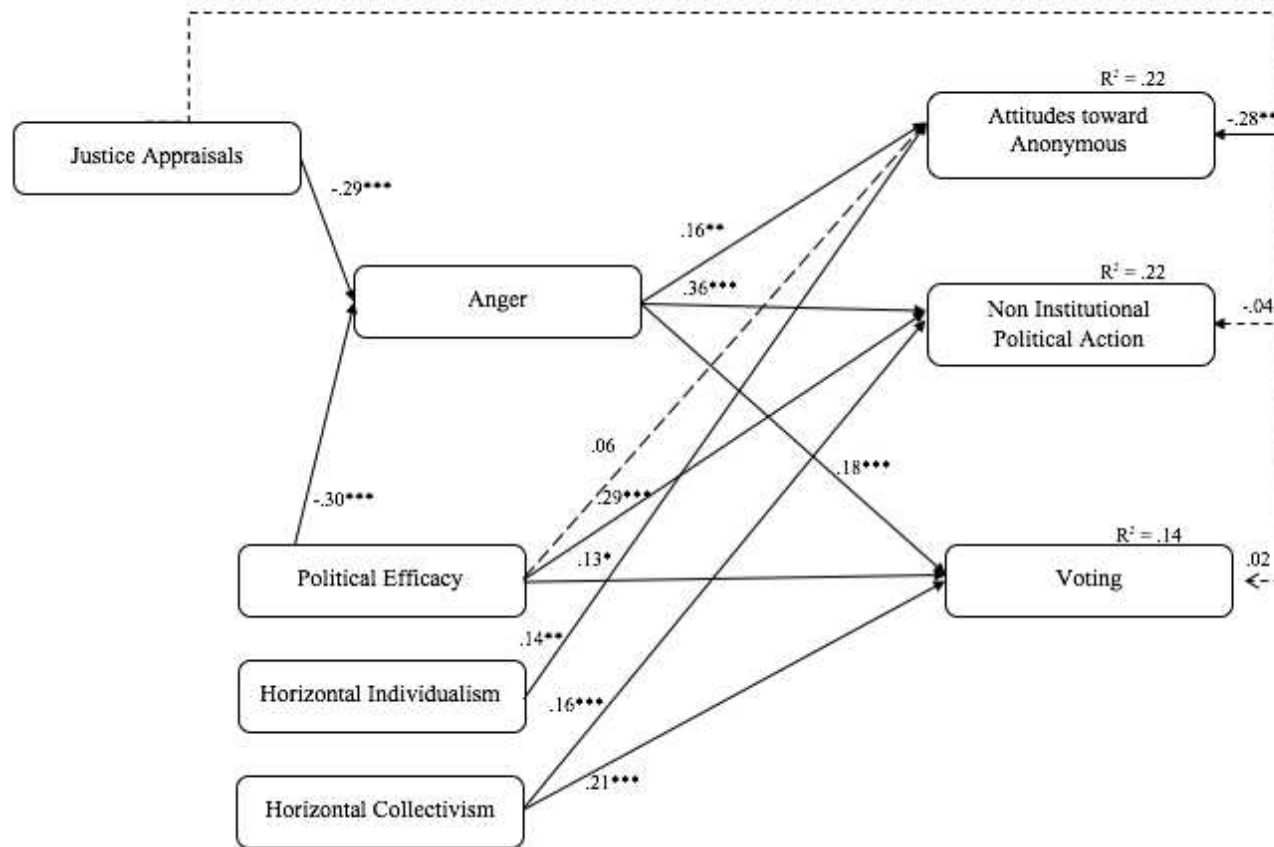 R² = .22
Attitudes toward
Anonymous
-.28**
Justice Appraisals
-.29***
.16**
R² = .22
Anger
.36***
Non Institutional
Political Action
-.04
.06
.18***
-.30***
.29***
R² = .14
Political Efficacy
.13*
Voting
.02
.14**
Horizontal Individualism
.16***
.21***
Horizontal Collectivism